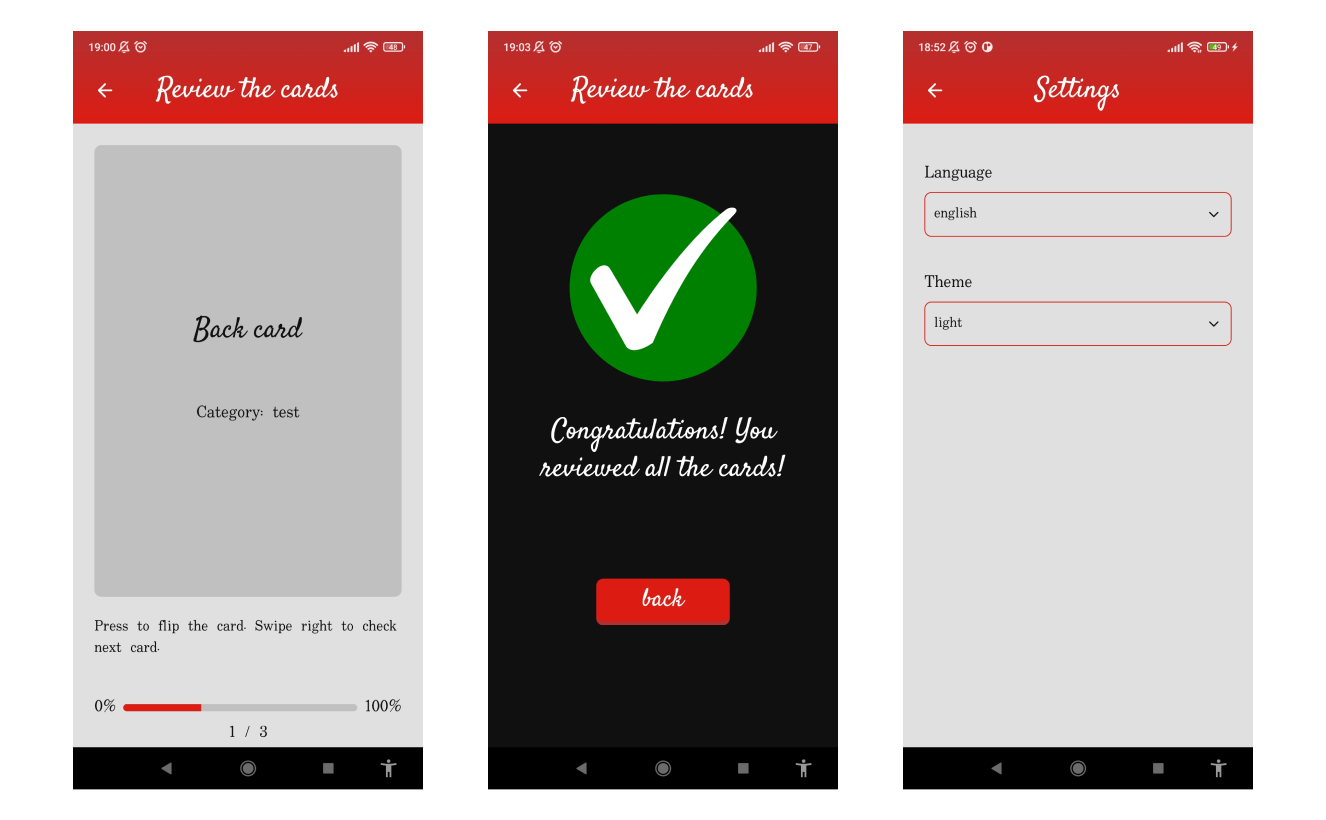 19:00
48
Review the cards
Back card
Category: test
Press to flip the card. Swipe right to check
next card.
0%
100%
1 / 3
19:03
47
Review the cards
Congratulations! You
reviewed all the cards!
back
18:52
49
Settings
Language
english
Theme
light